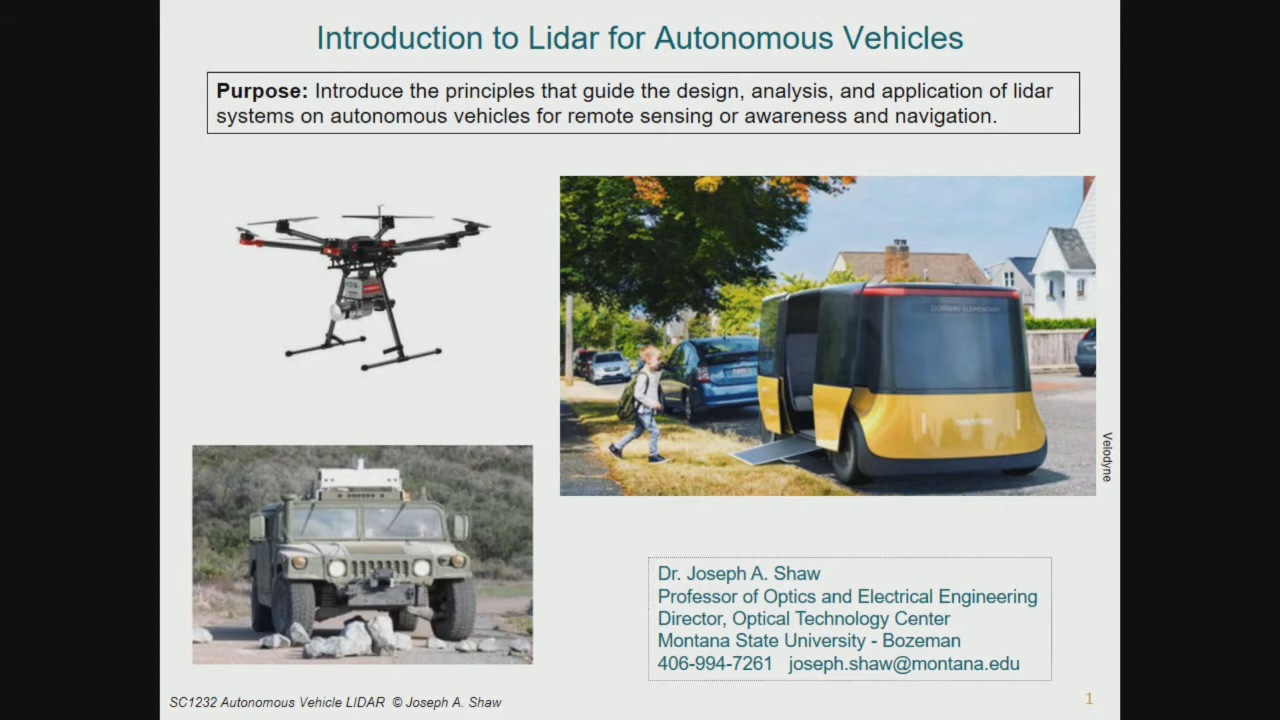 Introduction to Lidar for Autonomous Vehicles
Purpose: Introduce the principles that guide the design, analysis, and application of lidar
systems on autonomous vehicles for remote sensing or awareness and navigation.
Velodyne
Dr. Joseph A. Shaw
Professor of Optics and Electrical Engineering
Director, Optical Technology Center
Montana State University - Bozeman
406-994-7261 joseph.shaw@montana.edu
SC1232 Autonomous Vehicle LIDAR © Joseph A. Shaw
1